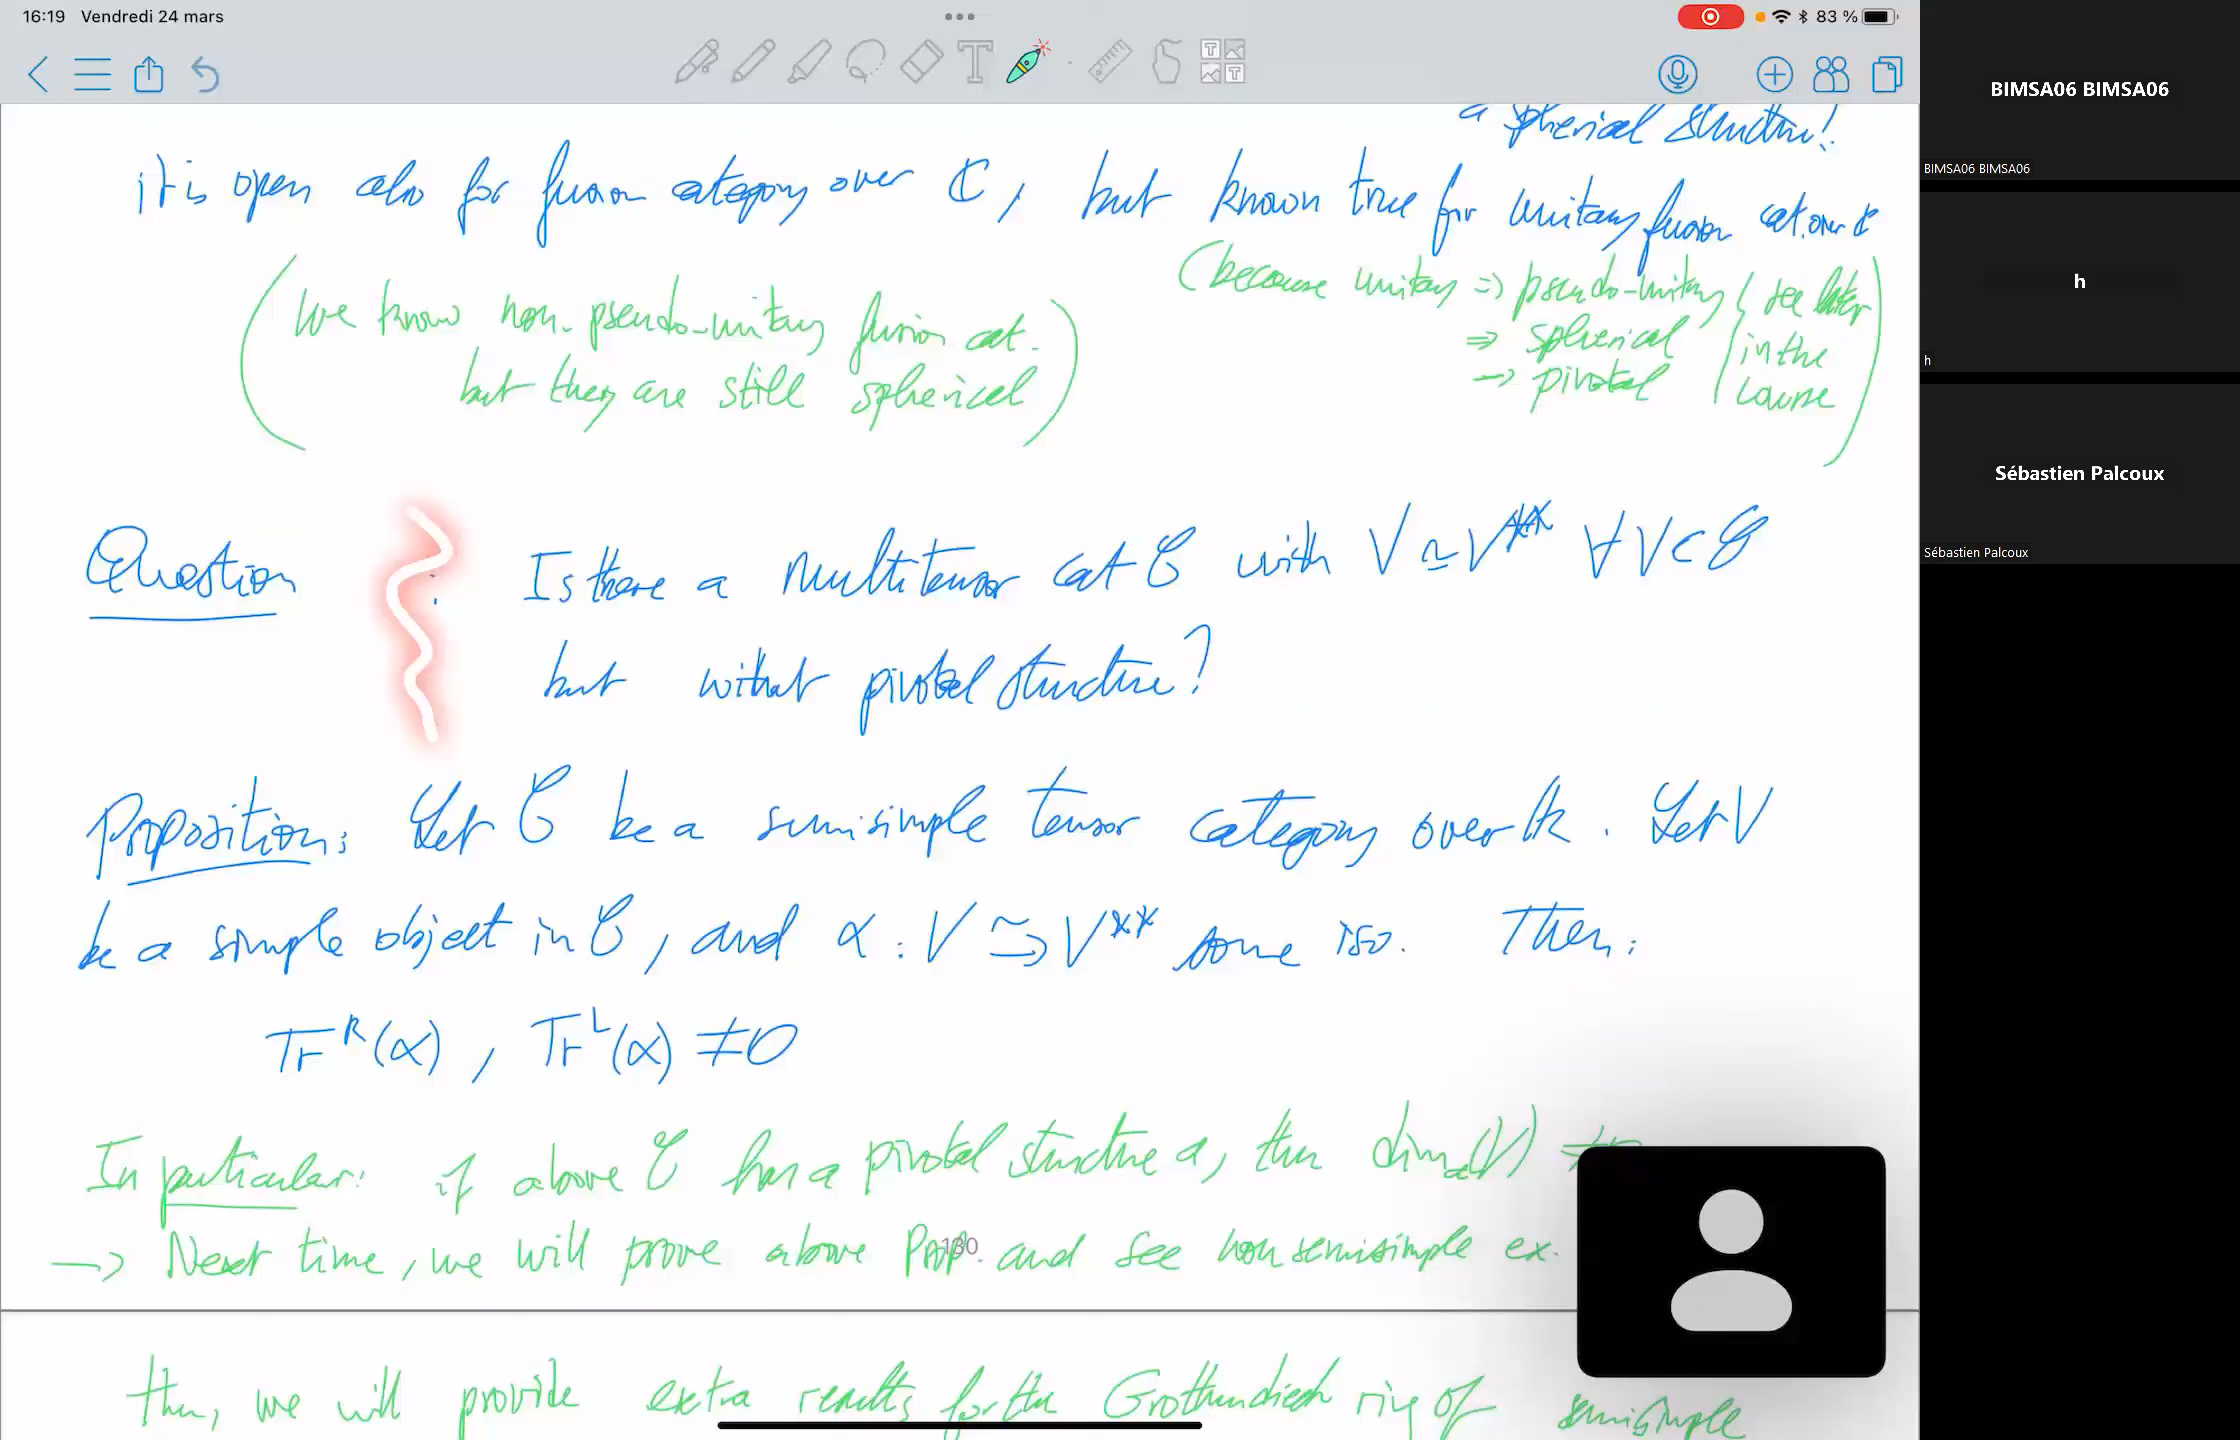 16:19 Vendredi 24 mars
83 %
a spherical structure!
it is open also for fusion category over ℂ, but known true for unitary fusion cat. over ℂ
(because unitary => pseudo-unitary
=> spherical
-> pivotal
see later
in the
course)
(We know non-pseudo-unitary fusion cat.
but they are still spherical)
Question : Is there a multitensor cat 𝒞 with V ≃ V** ∀ V ∈ 𝒞
but without pivotal structure?
Proposition: Let 𝒞 be a semisimple tensor category over 𝕜. Let V
be a simple object in 𝒞, and α : V ⥲ V** some iso. Then:
Tr^R(α), Tr^L(α) ≠ 0
In particular: if above 𝒞 has a pivotal structure a, then dim_a(V) ≠
-> Next time, we will prove above Prop. and see non semisimple ex.
130
then, we will provide extra results for the Grothendieck ring of semisimple
BIMSA06 BIMSA06
BIMSA06 BIMSA06
h
h
Sébastien Palcoux
Sébastien Palcoux